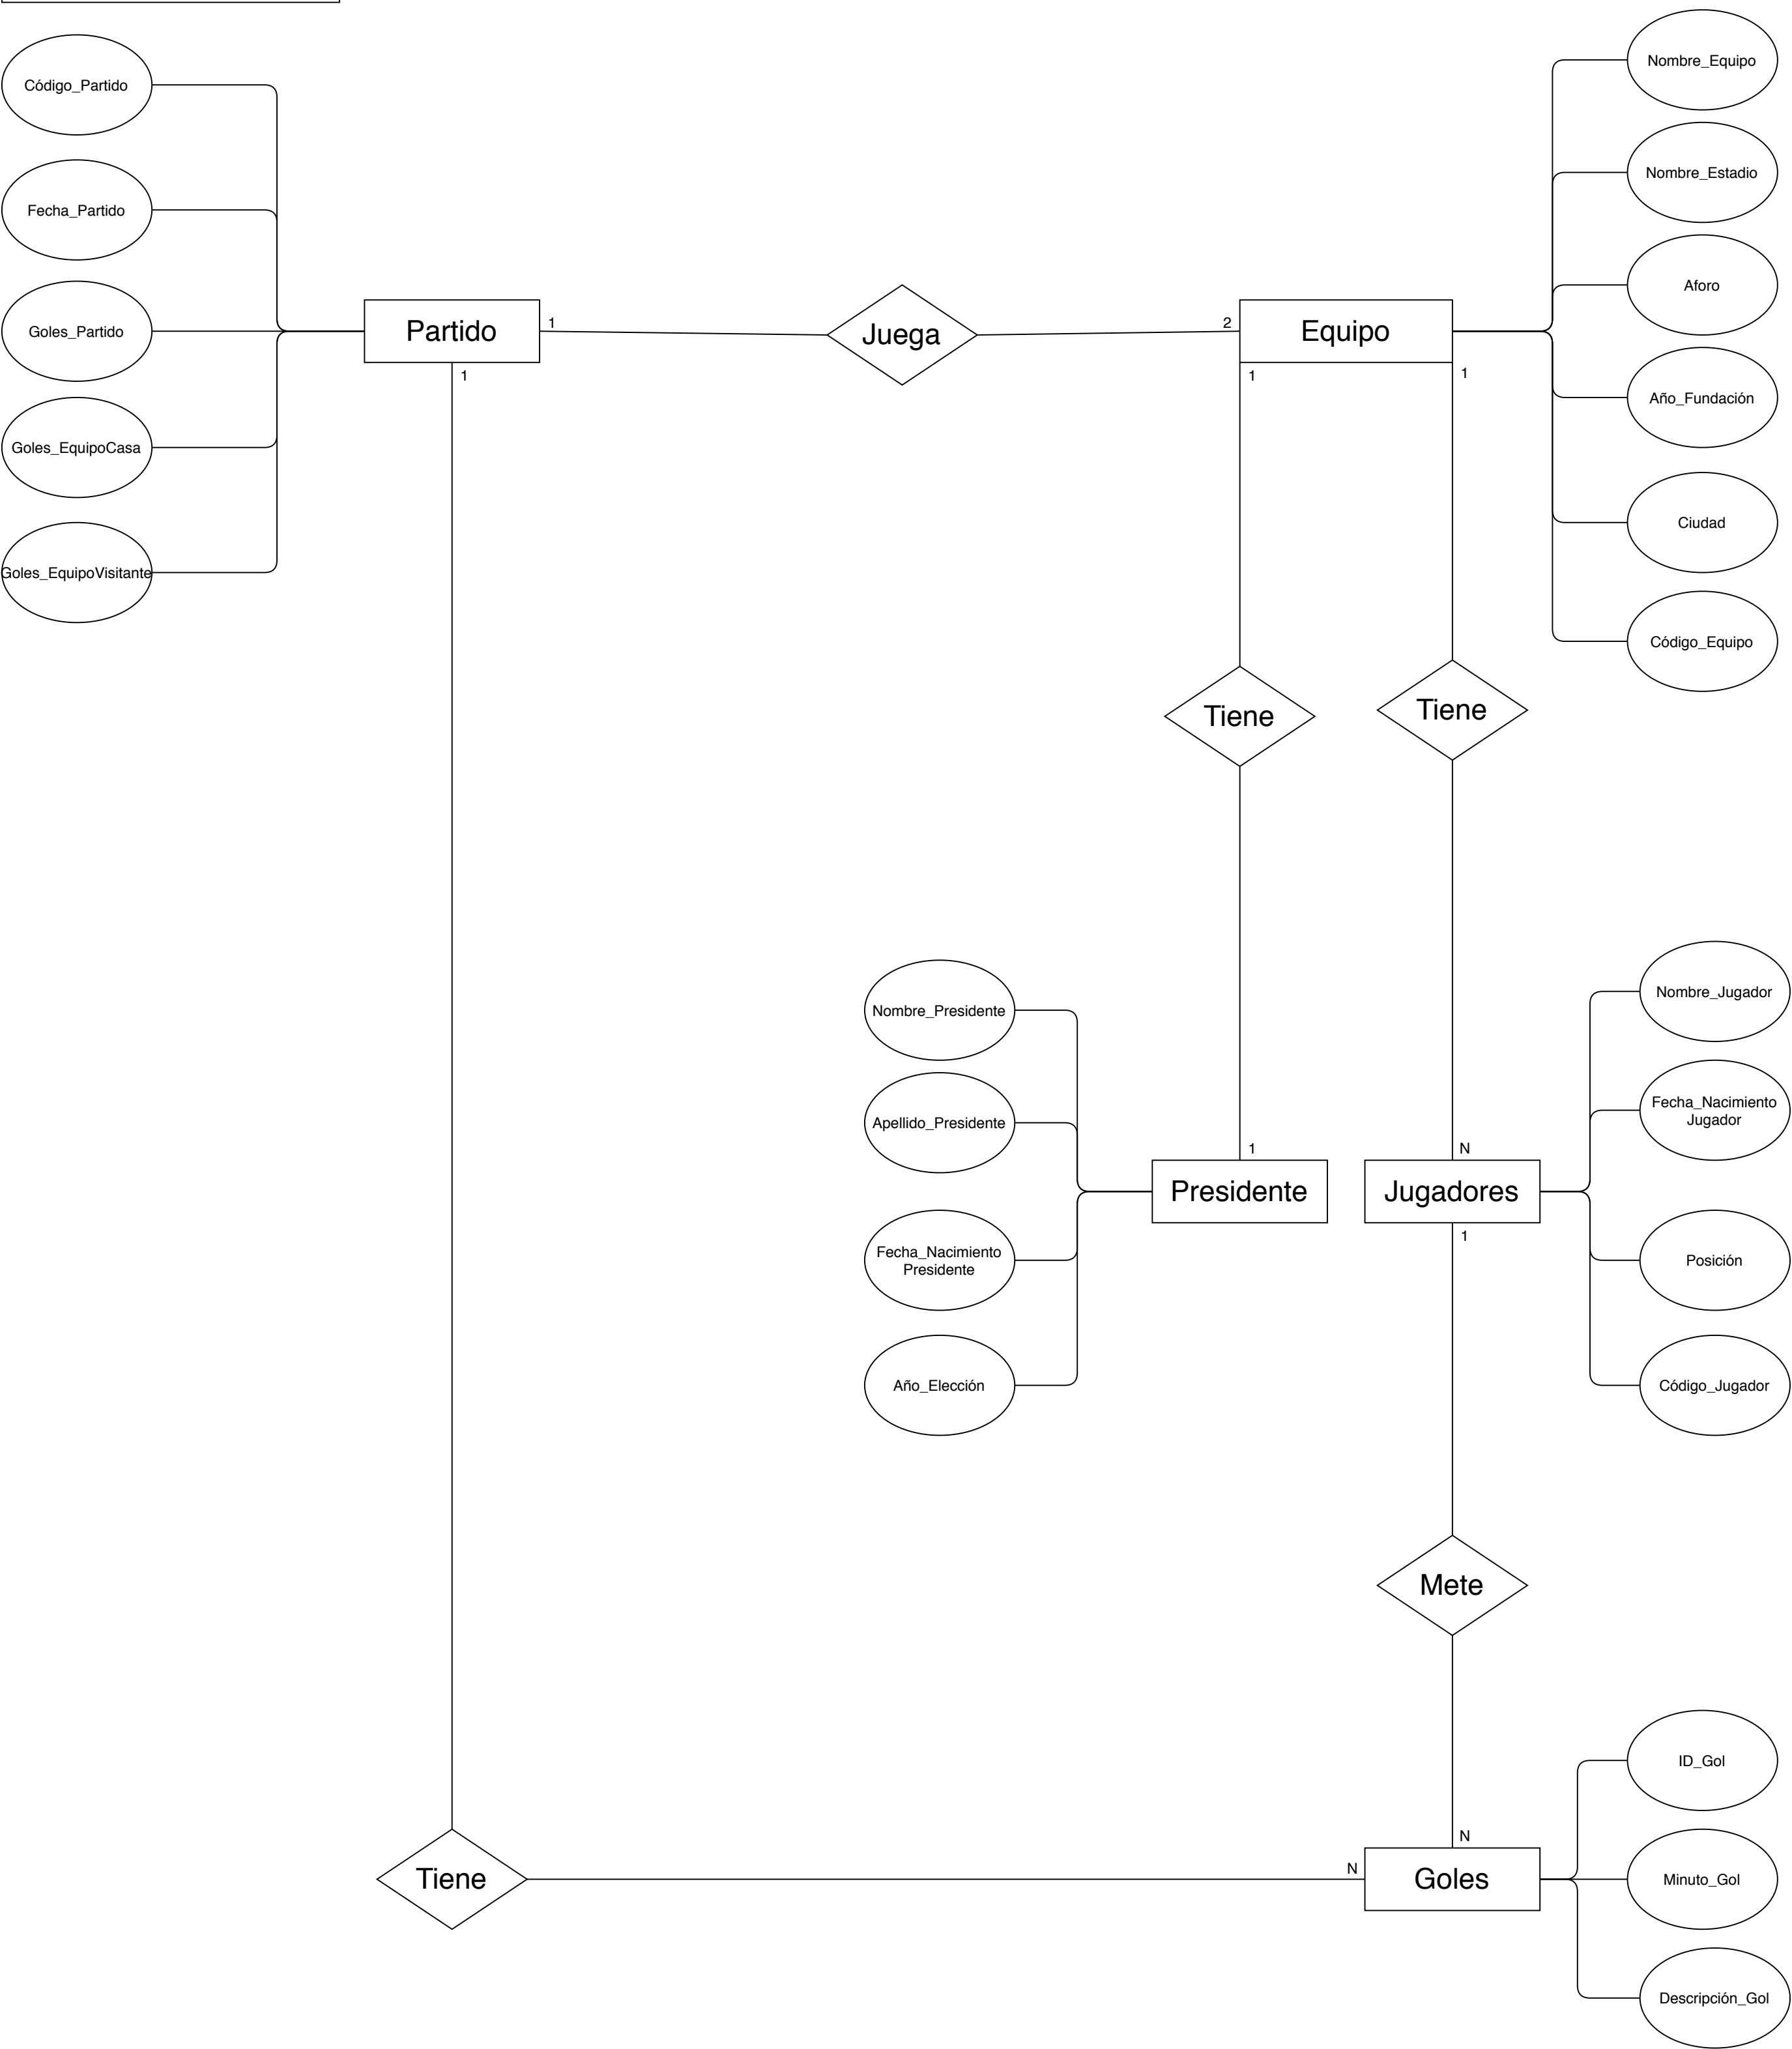 Código_Partido
Fecha_Partido
Goles_Partido
Goles_EquipoCasa
Goles_EquipoVisitante
Partido
1
1
Juega
2
Equipo
1
1
Nombre_Equipo
Nombre_Estadio
Aforo
Año_Fundación
Ciudad
Código_Equipo
Tiene
Tiene
Nombre_Presidente
Apellido_Presidente
Fecha_Nacimiento
Presidente
Año_Elección
1
Presidente
N
Jugadores
1
Nombre_Jugador
Fecha_Nacimiento
Jugador
Posición
Código_Jugador
Mete
Tiene
N
N
Goles
ID_Gol
Minuto_Gol
Descripción_Gol